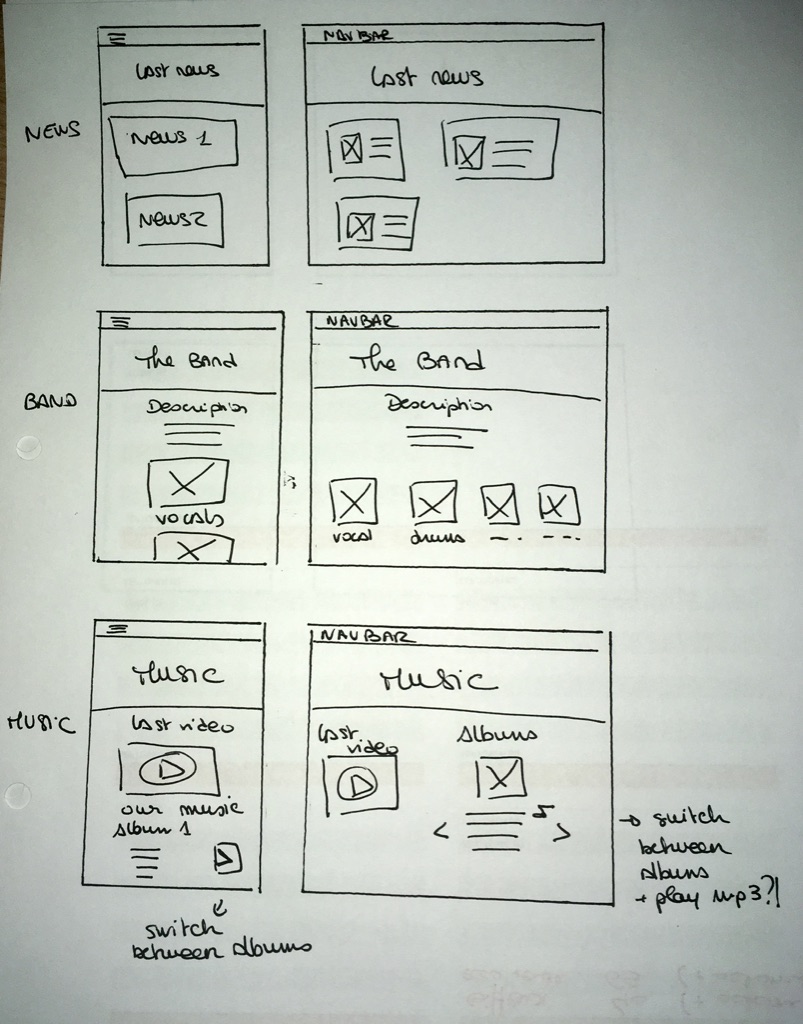 NAVBAR
Last news
Last news
NEWS
News 1
News2
NAVBAR
The BAnd
The BAnd
BAND
Description
Description
vocals
vocal
drums
NAVBAR
Music
Music
MUSIC
Last video
Last
video
Albums
our music
Album 1
< >
→ switch
between
Albums
+ play mp3?!
switch
between Albums